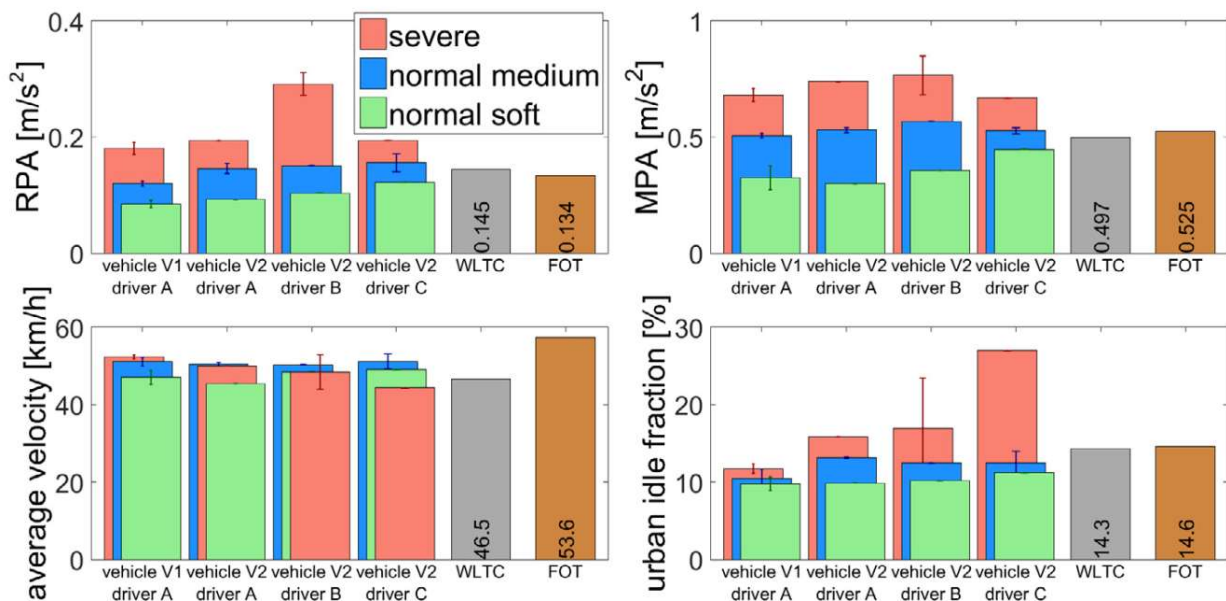 RPA [m/s²]
0.4
0.2
0
severe
normal medium
normal soft
0.145
0.134
vehicle V1 vehicle V2 vehicle V2 vehicle V2 WLTC FOT
driver A driver A driver B driver C
MPA [m/s²]
1
0.5
0
0.497
0.525
vehicle V1 vehicle V2 vehicle V2 vehicle V2 WLTC FOT
driver A driver A driver B driver C
average velocity [km/h]
60
40
20
0
46.5
53.6
vehicle V1 vehicle V2 vehicle V2 vehicle V2 WLTC FOT
driver A driver A driver B driver C
urban idle fraction [%]
30
20
10
0
14.3
14.6
vehicle V1 vehicle V2 vehicle V2 vehicle V2 WLTC FOT
driver A driver A driver B driver C